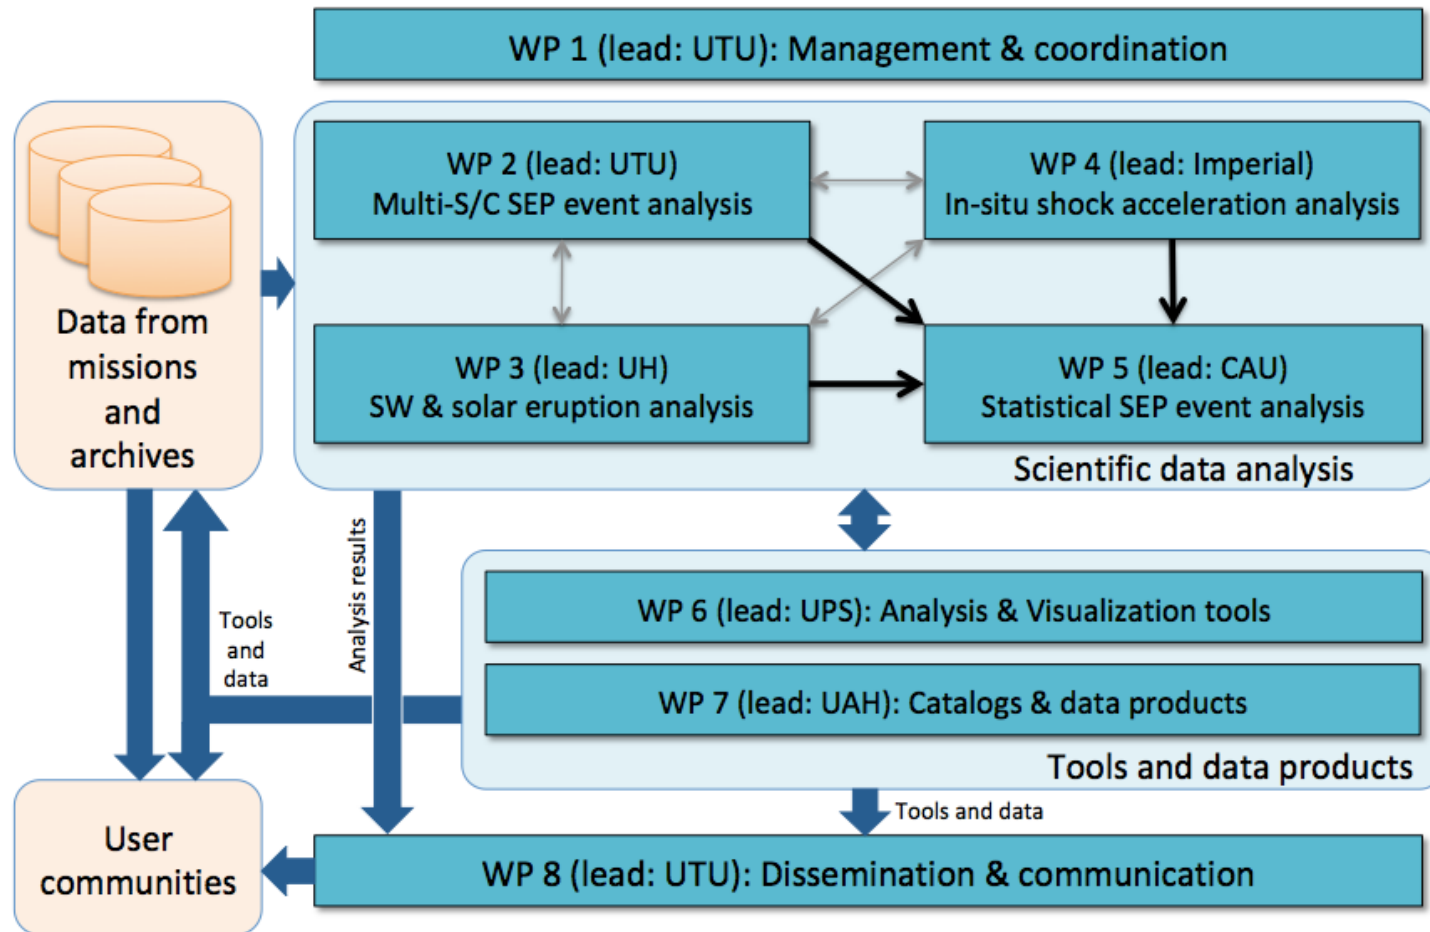 WP 1 (lead: UTU): Management & coordination
WP 2 (lead: UTU)
Multi-S/C SEP event analysis
WP 4 (lead: Imperial)
In-situ shock acceleration analysis
Data from
missions
and
archives
WP 3 (lead: UH)
SW & solar eruption analysis
WP 5 (lead: CAU)
Statistical SEP event analysis
Scientific data analysis
Analysis results
Tools
and
data
WP 6 (lead: UPS): Analysis & Visualization tools
WP 7 (lead: UAH): Catalogs & data products
Tools and data products
Tools and data
User
communities
WP 8 (lead: UTU): Dissemination & communication